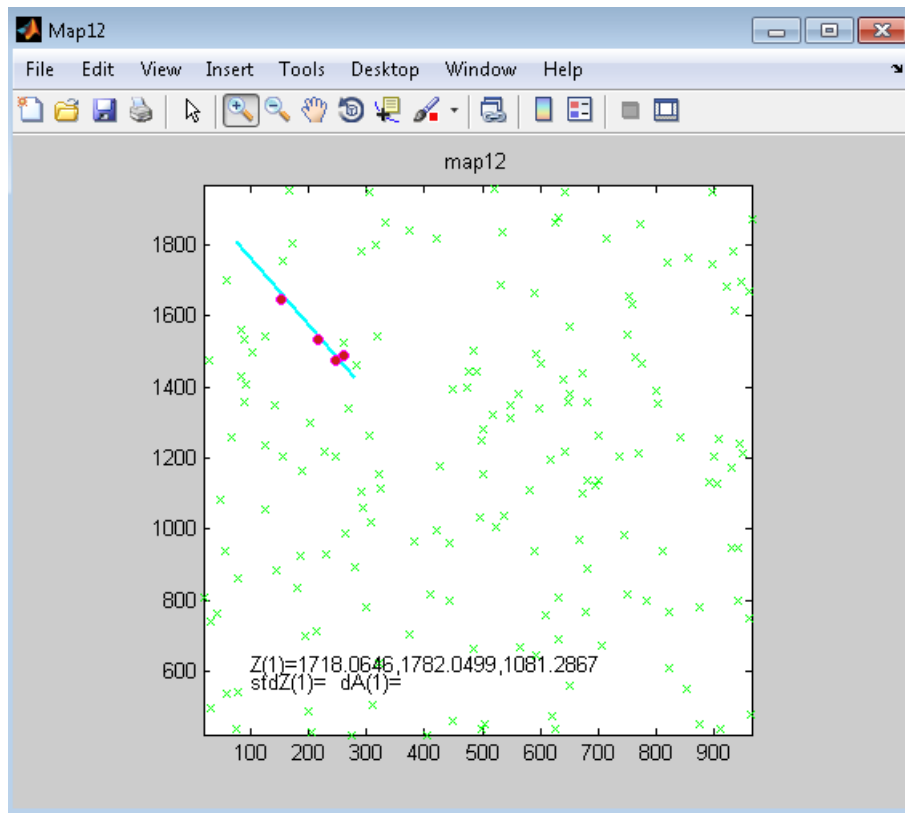 Map12
File Edit View Insert Tools Desktop Window Help
map12
1800
1600
1400
1200
1000
800
600
Z(1)=1718.0646,1782.0499,1081.2867
stdZ(1)= dA(1)=
100 200 300 400 500 600 700 800 900